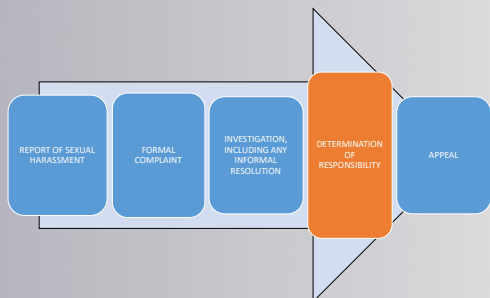 REPORT OF SEXUAL
HARASSMENT
FORMAL
COMPLAINT
INVESTIGATION,
INCLUDING ANY
INFORMAL
RESOLUTION
DETERMINATION
OF
RESPONSIBILITY
APPEAL